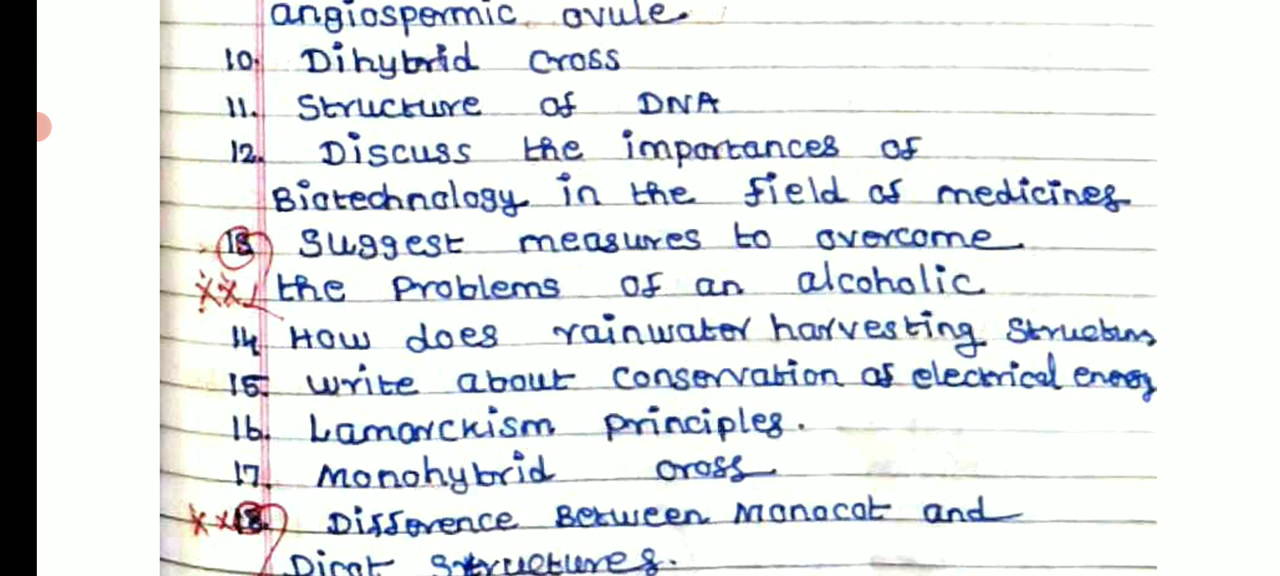 angiospermic ovule.
10. Dihybrid cross
11. Structure of DNA
12. Discuss the importances of
Biotechnology in the field of medicines
13 Suggest measures to overcome
the problems of an alcoholic
14 How does rainwater harvesting
15. Write about conservation of electrical energy
16. Lamarckism principles.
17. Monohybrid cross
18. Difference Between Monocot and
Dicot structures.